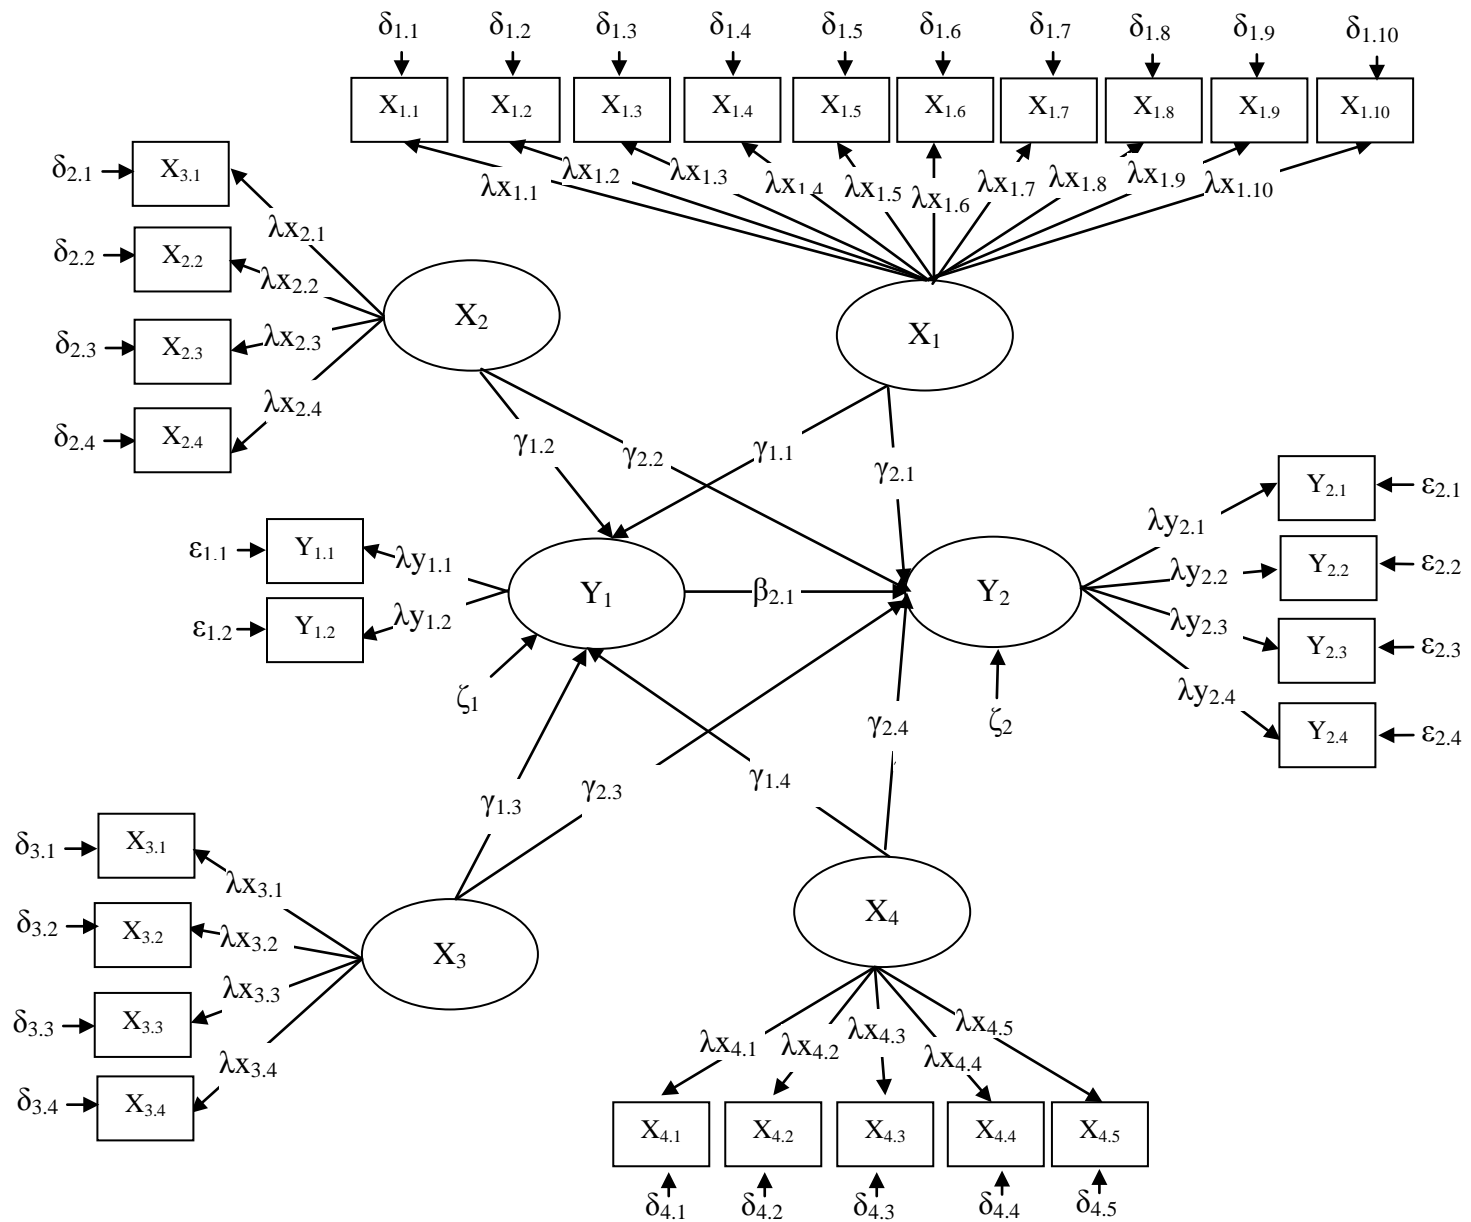 δ1.1 δ1.2 δ1.3 δ1.4 δ1.5 δ1.6 δ1.7 δ1.8 δ1.9 δ1.10
X1.1 X1.2 X1.3 X1.4 X1.5 X1.6 X1.7 X1.8 X1.9 X1.10
λx1.1 λx1.2 λx1.3 λx1.4 λx1.5 λx1.6 λx1.7 λx1.8 λx1.9 λx1.10
δ2.1 X3.1 λx2.1
δ2.2 X2.2 λx2.2
δ2.3 X2.3 λx2.3
δ2.4 X2.4 λx2.4
X2 X1
γ1.2 γ2.2 γ1.1 γ2.1
ε1.1 Y1.1 λy1.1
ε1.2 Y1.2 λy1.2
Y1 β2.1 Y2
λy2.1 Y2.1 ε2.1
λy2.2 Y2.2 ε2.2
λy2.3 Y2.3 ε2.3
λy2.4 Y2.4 ε2.4
ζ1 ζ2
γ1.3 γ2.3 γ1.4 γ2.4
δ3.1 X3.1 λx3.1
δ3.2 X3.2 λx3.2
δ3.3 X3.3 λx3.3
δ3.4 X3.4 λx3.4
X3 X4
λx4.1 λx4.2 λx4.3 λx4.4 λx4.5
X4.1 X4.2 X4.3 X4.4 X4.5
δ4.1 δ4.2 δ4.3 δ4.4 δ4.5